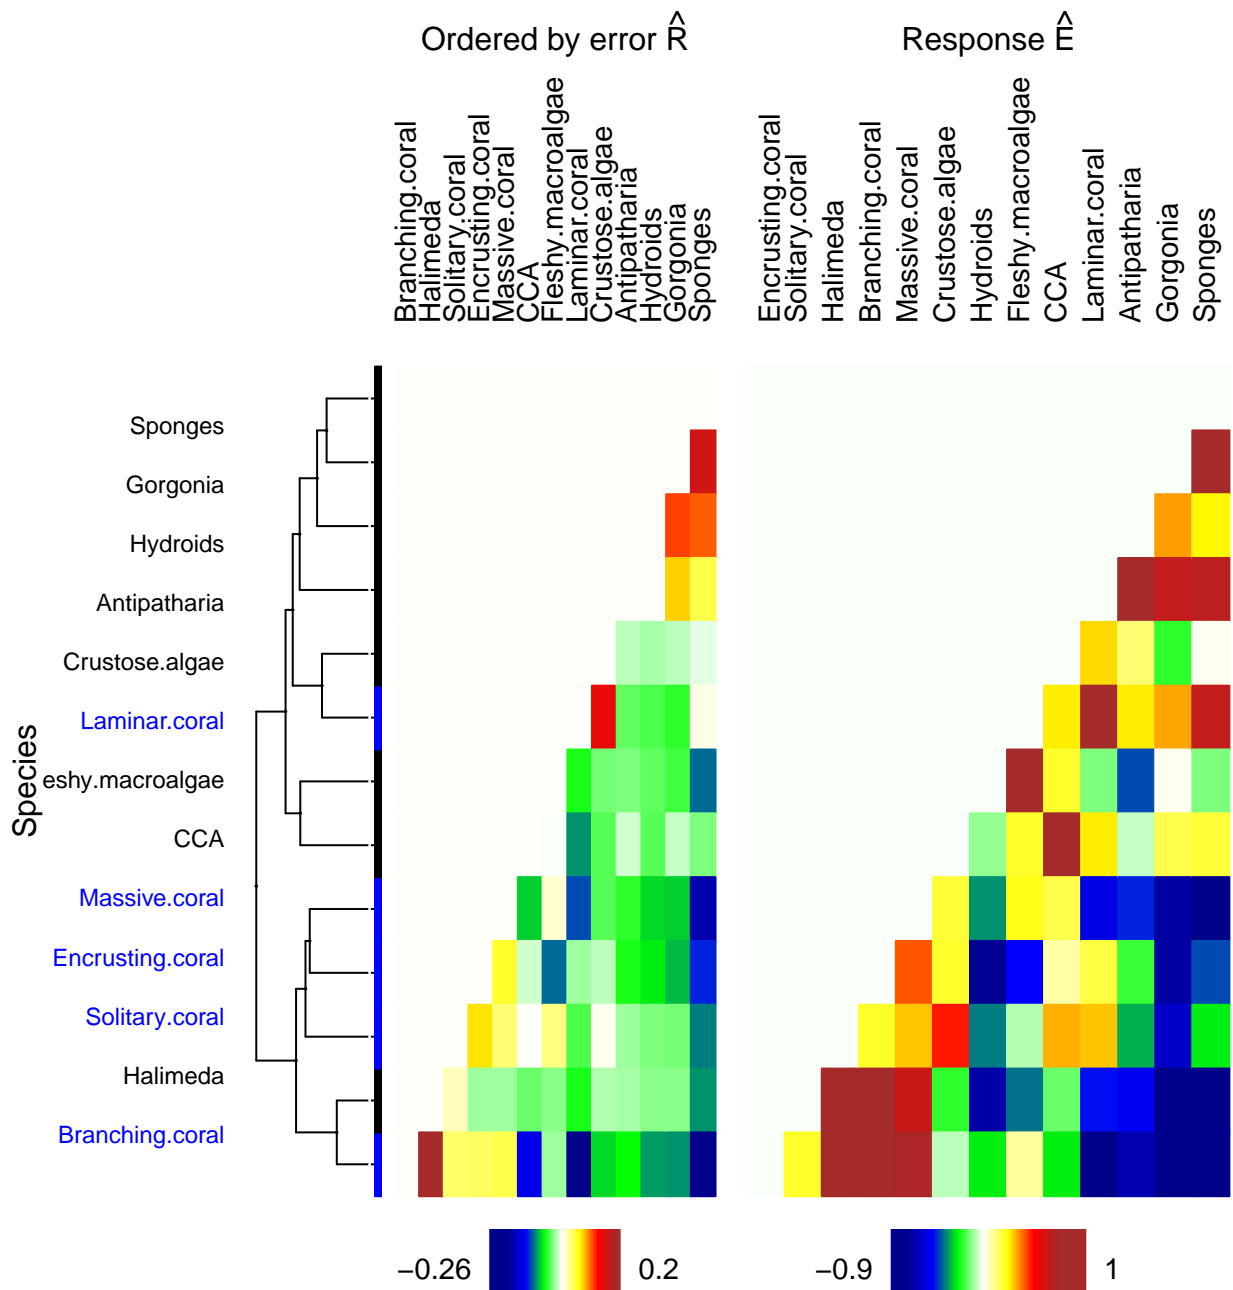 Ordered by error R̂
Response Ê
Branching.coral
Halimeda
Solitary.coral
Encrusting.coral
Massive.coral
CCA
Fleshy.macroalgae
Laminar.coral
Crustose.algae
Antipatharia
Hydroids
Gorgonia
Sponges
Encrusting.coral
Solitary.coral
Halimeda
Branching.coral
Massive.coral
Crustose.algae
Hydroids
Fleshy.macroalgae
CCA
Laminar.coral
Antipatharia
Gorgonia
Sponges
Species
Sponges
Gorgonia
Hydroids
Antipatharia
Crustose.algae
Laminar.coral
eshy.macroalgae
CCA
Massive.coral
Encrusting.coral
Solitary.coral
Halimeda
Branching.coral
−0.26
0.2
−0.9
1